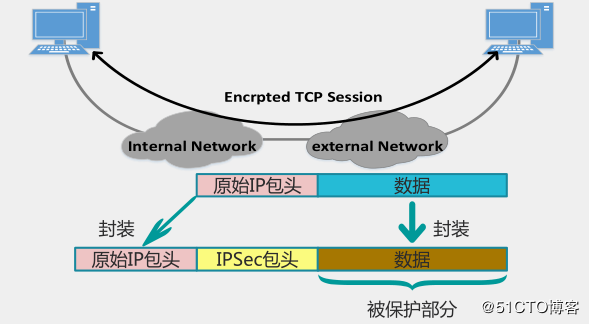 Encrpted TCP Session
Internal Network
external Network
原始IP包头
数据
封装
封装
原始IP包头
IPSec包头
数据
被保护部分
@51CTO博客